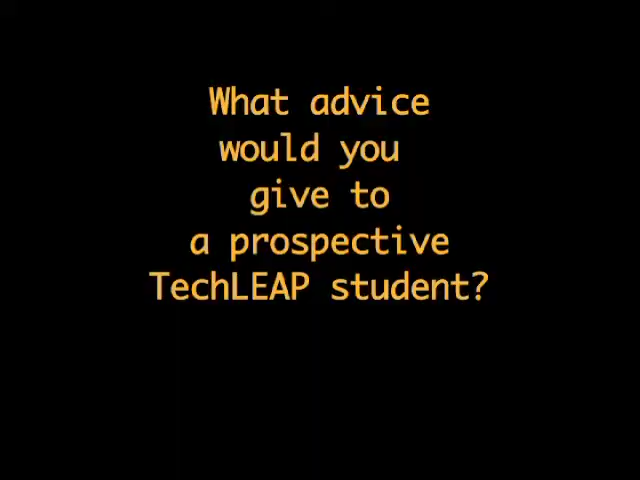 What advice
would you
give to
a prospective
TechLEAP student?